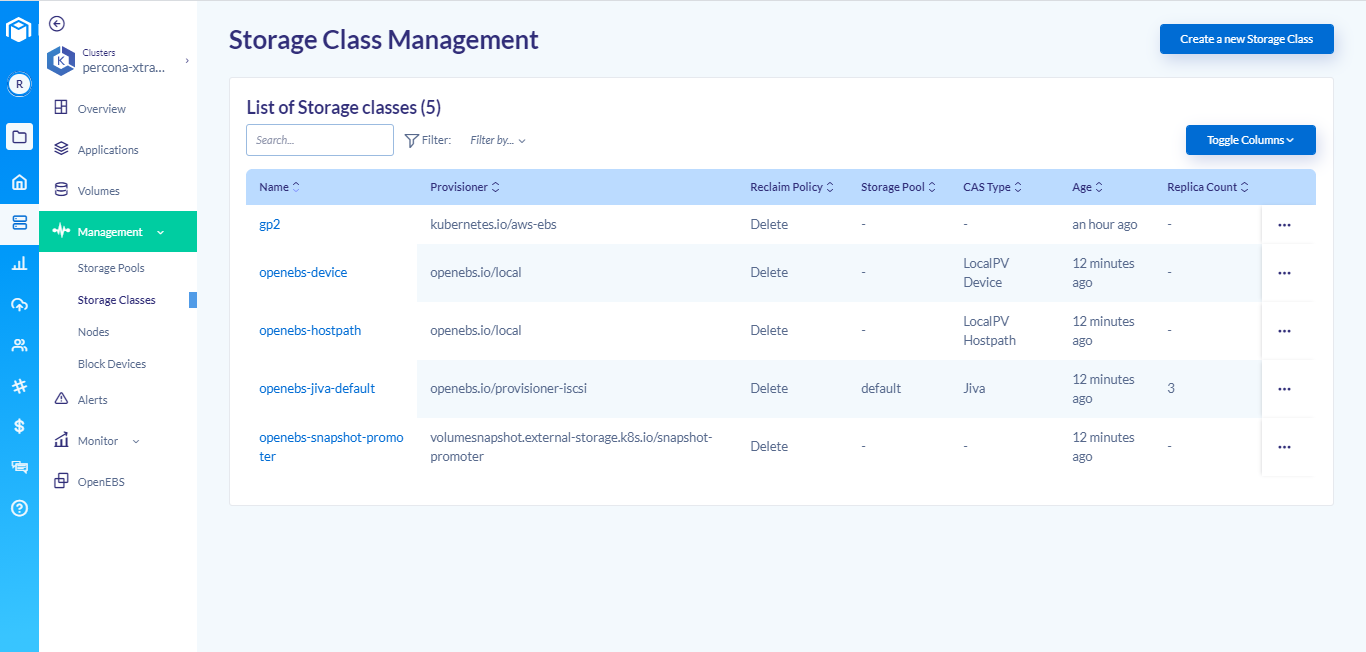 Storage Class Management
Create a new Storage Class
R
K
Clusters
percona-xtra...
Overview
Applications
Volumes
Management
Storage Pools
Storage Classes
Nodes
Block Devices
Alerts
Monitor
OpenEBS
List of Storage classes (5)
Search...
Filter:
Filter by...
Toggle Columns
Name Provisioner Reclaim Policy Storage Pool CAS Type Age Replica Count
gp2 kubernetes.io/aws-ebs Delete - - an hour ago -
openebs-device openebs.io/local Delete - LocalPV Device 12 minutes ago -
openebs-hostpath openebs.io/local Delete - LocalPV Hostpath 12 minutes ago -
openebs-jiva-default openebs.io/provisioner-iscsi Delete default Jiva 12 minutes ago 3
openebs-snapshot-promo
ter volumesnapshot.external-storage.k8s.io/snapshot-
promoter Delete - - 12 minutes ago -